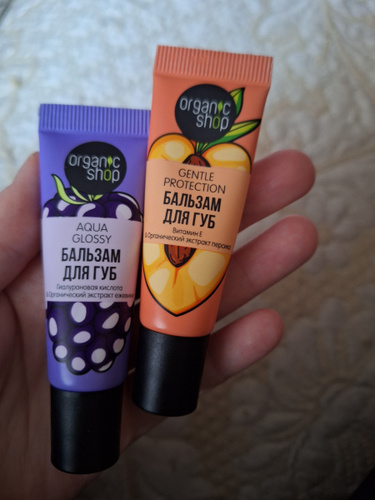 organic
shop
AQUA
GLOSSY
БАЛЬЗАМ
ДЛЯ ГУБ
Гиалуроновая кислота
& Органический экстракт ежевики
organic
shop
GENTLE
PROTECTION
БАЛЬЗАМ
ДЛЯ ГУБ
Витамин Е
& Органический экстракт персика